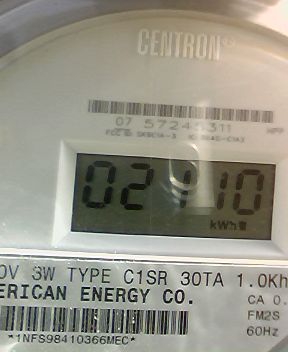 CENTRON®
07 57245311
02110
kWh
0V 3W TYPE C1SR 30TA 1.0Kh
ERICAN ENERGY CO.
CA 0.
FM2S
60Hz
*1NFS98410366MEC*